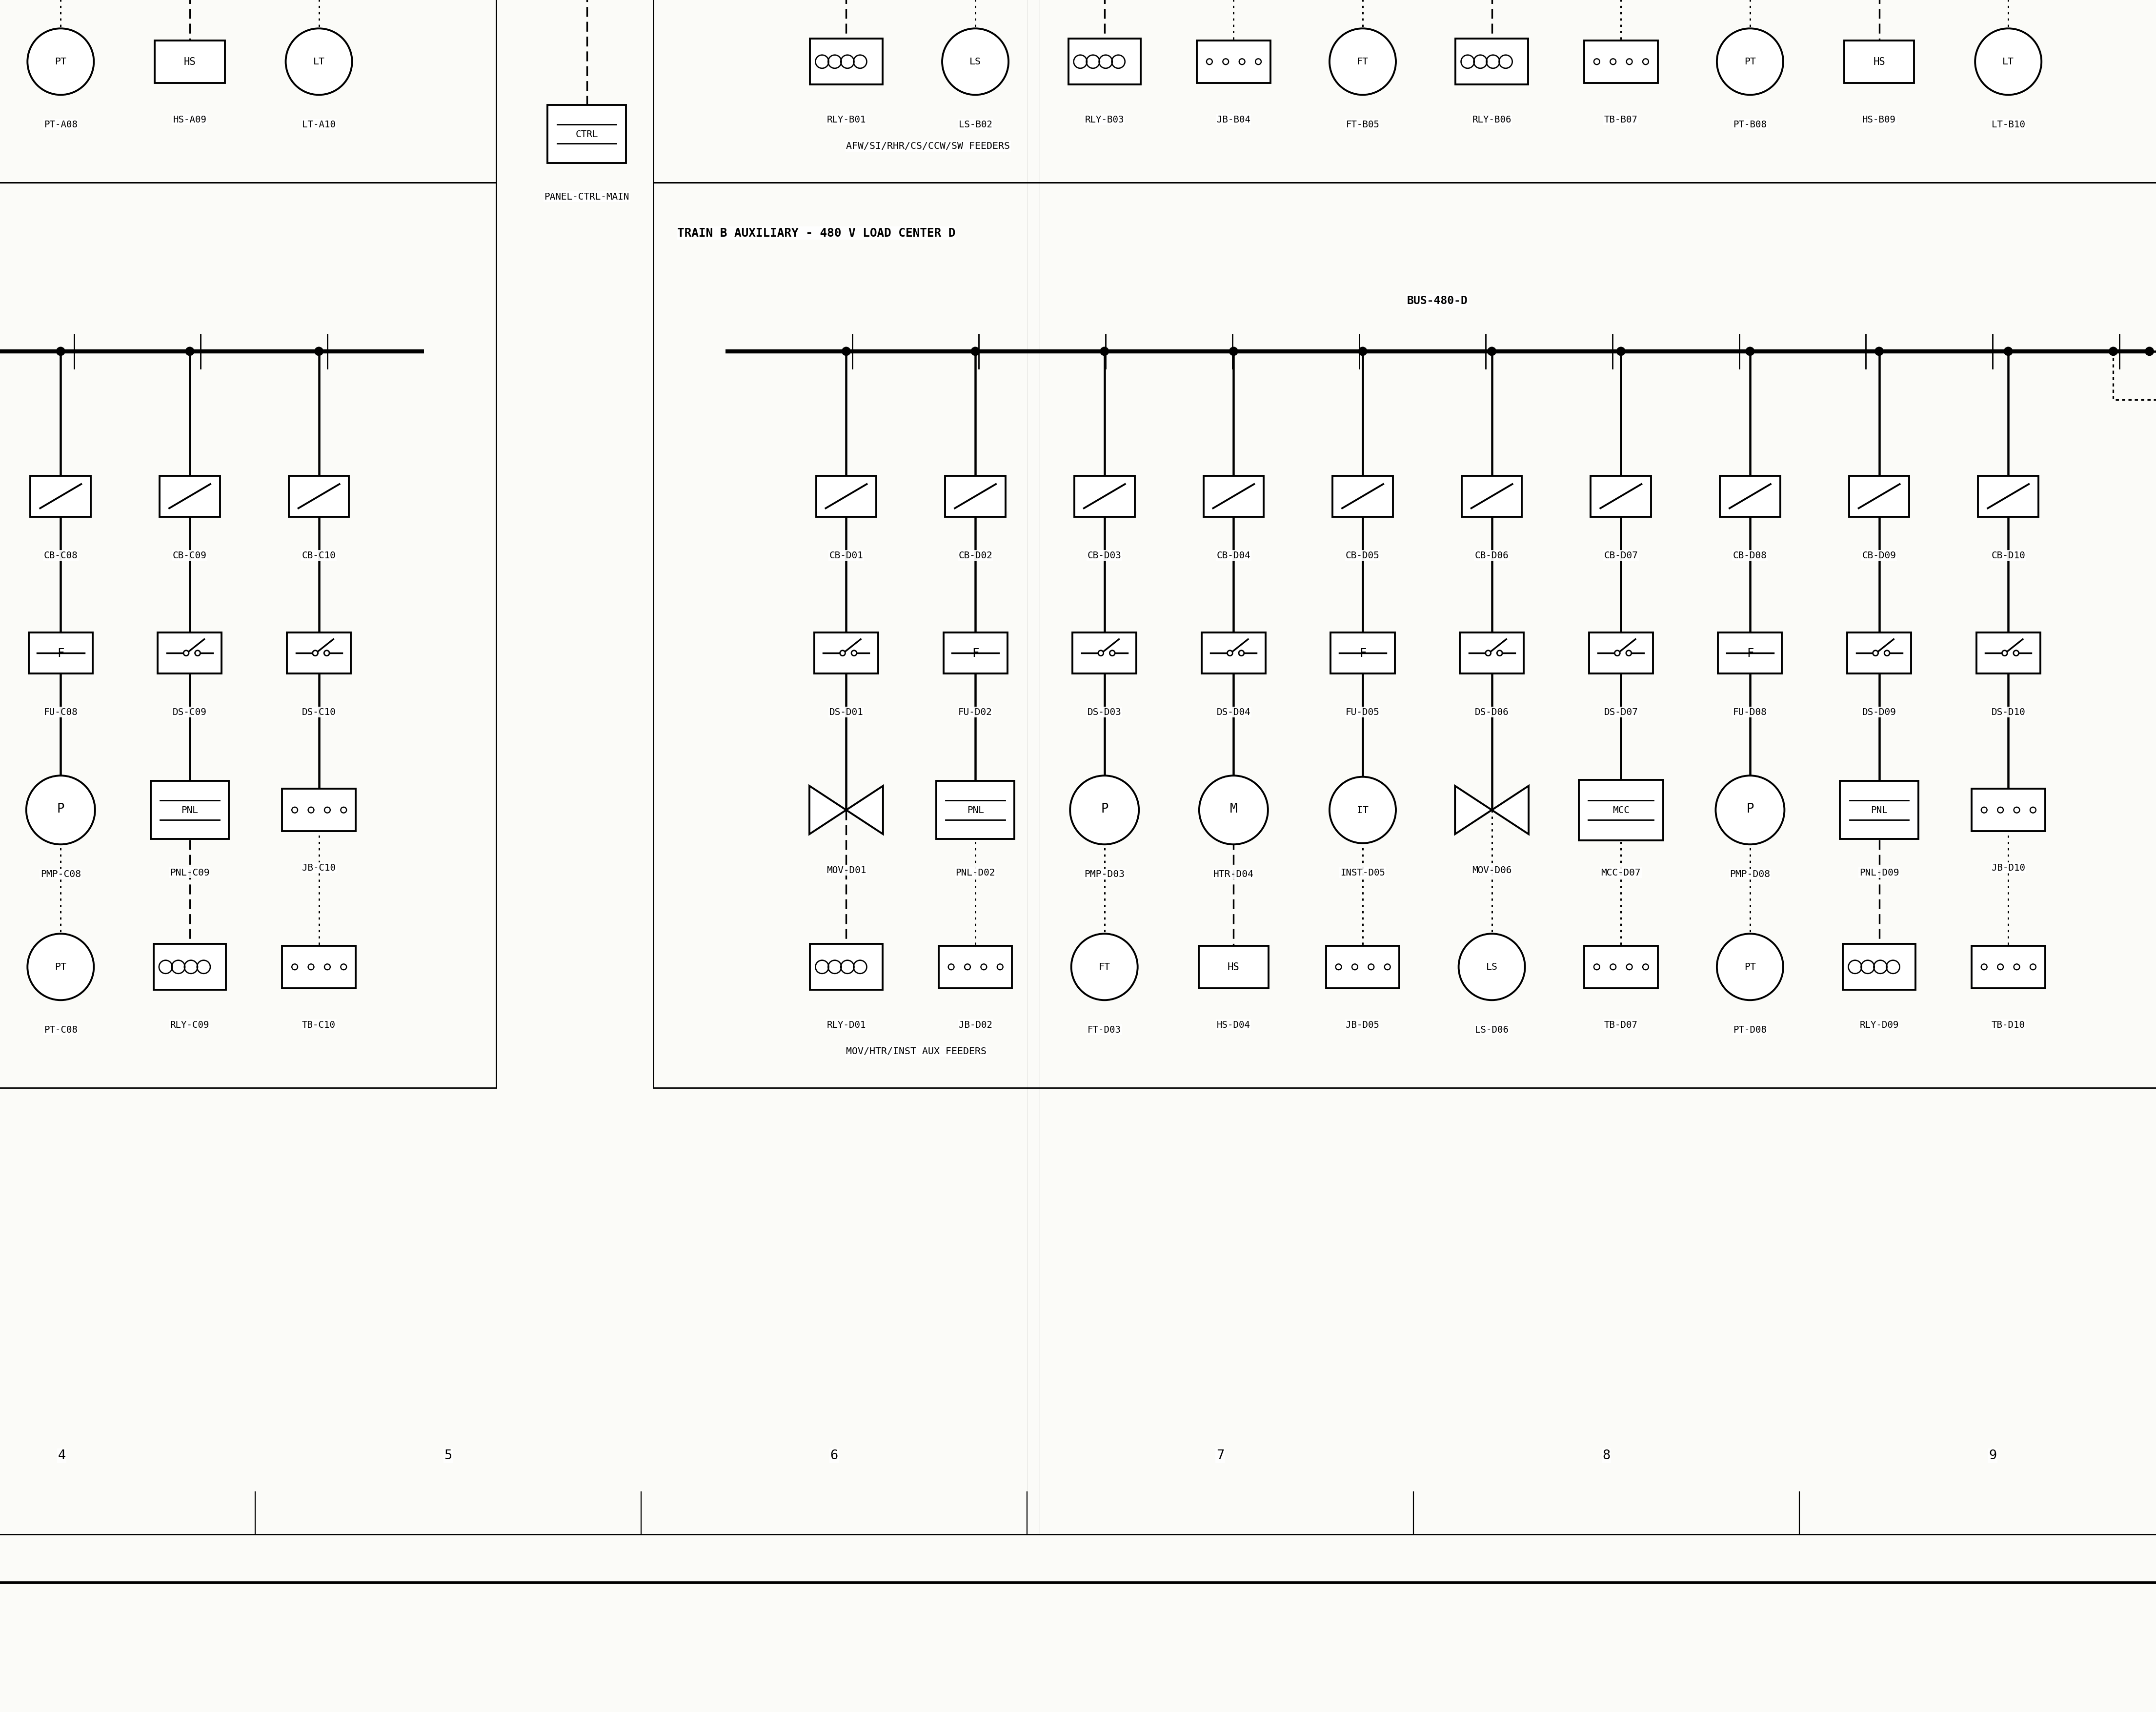 PT HS LT LS FT PT HS LT
PT-A08 HS-A09 LT-A10 RLY-B01 LS-B02 RLY-B03 JB-B04 FT-B05 RLY-B06 TB-B07 PT-B08 HS-B09 LT-B10
CTRL
AFW/SI/RHR/CS/CCW/SW FEEDERS
PANEL-CTRL-MAIN
TRAIN B AUXILIARY - 480 V LOAD CENTER D
BUS-480-D
CB-C08 CB-C09 CB-C10 CB-D01 CB-D02 CB-D03 CB-D04 CB-D05 CB-D06 CB-D07 CB-D08 CB-D09 CB-D10
F F F F
FU-C08 DS-C09 DS-C10 DS-D01 FU-D02 DS-D03 DS-D04 FU-D05 DS-D06 DS-D07 FU-D08 DS-D09 DS-D10
P PNL PNL P M IT MCC P PNL
PMP-C08 PNL-C09 JB-C10 MOV-D01 PNL-D02 PMP-D03 HTR-D04 INST-D05 MOV-D06 MCC-D07 PMP-D08 PNL-D09 JB-D10
PT FT HS LS PT
PT-C08 RLY-C09 TB-C10 RLY-D01 JB-D02 FT-D03 HS-D04 JB-D05 LS-D06 TB-D07 PT-D08 RLY-D09 TB-D10
MOV/HTR/INST AUX FEEDERS
4 5 6 7 8 9